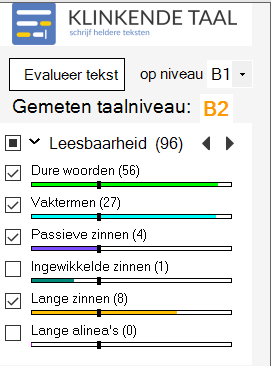 KLINKENDE TAAL
schrijf heldere teksten
Evalueer tekst op niveau B1
Gemeten taalniveau: B2
Leesbaarheid (96)
Dure woorden (56)
Vaktermen (27)
Passieve zinnen (4)
Ingewikkelde zinnen (1)
Lange zinnen (8)
Lange alinea's (0)